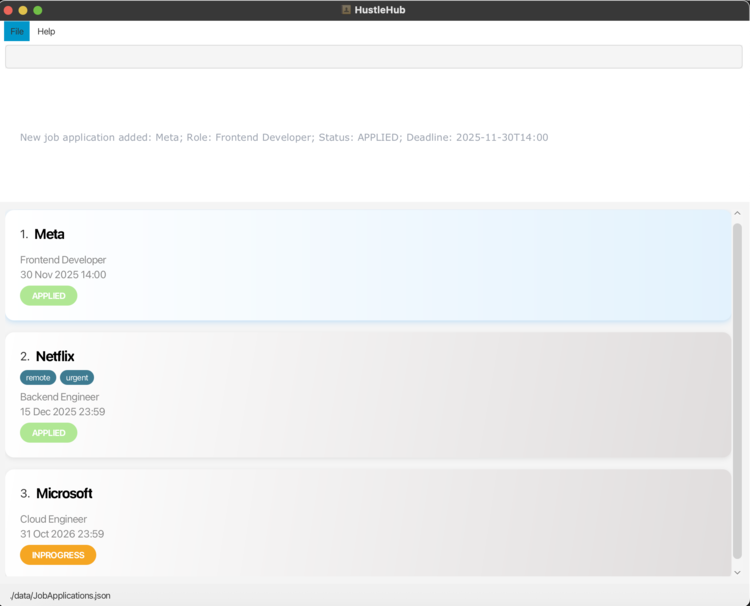 HustleHub
File Help
New job application added: Meta; Role: Frontend Developer; Status: APPLIED; Deadline: 2025-11-30T14:00
1. Meta
Frontend Developer
30 Nov 2025 14:00
APPLIED
2. Netflix
remote urgent
Backend Engineer
15 Dec 2025 23:59
APPLIED
3. Microsoft
Cloud Engineer
31 Oct 2026 23:59
INPROGRESS
./data/JobApplications.json